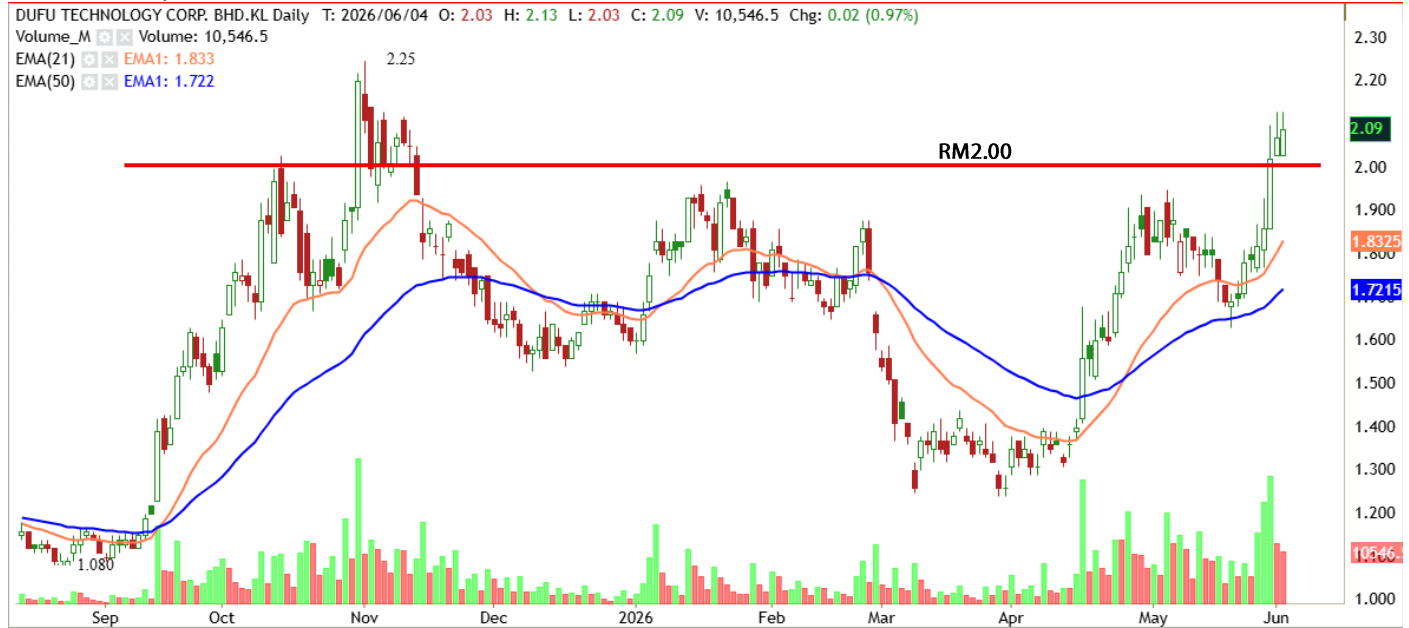 DUFU TECHNOLOGY CORP. BHD.KL Daily T: 2026/06/04 O: 2.03 H: 2.13 L: 2.03 C: 2.09 V: 10,546.5 Chg: 0.02 (0.97%)
Volume_M Volume: 10,546.5
EMA(21) EMA1: 1.833
EMA(50) EMA1: 1.722
2.25
RM2.00
1.080
2.30
2.20
2.09
2.00
1.900
1.8325
1.800
1.7215
1.600
1.500
1.400
1.300
1.200
10546.5
1.000
Sep Oct Nov Dec 2026 Feb Mar Apr May Jun